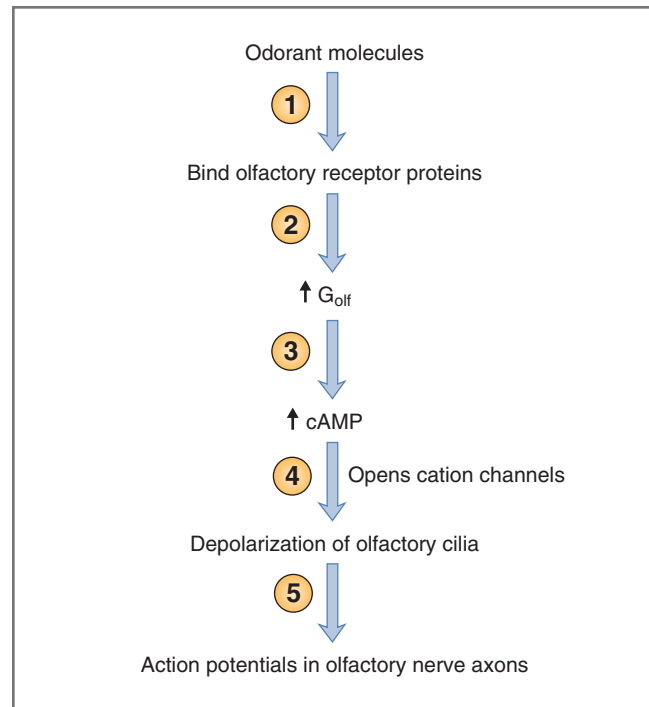 Odorant molecules
1
Bind olfactory receptor proteins
2
↑ Golf
3
↑ cAMP
4 Opens cation channels
Depolarization of olfactory cilia
5
Action potentials in olfactory nerve axons